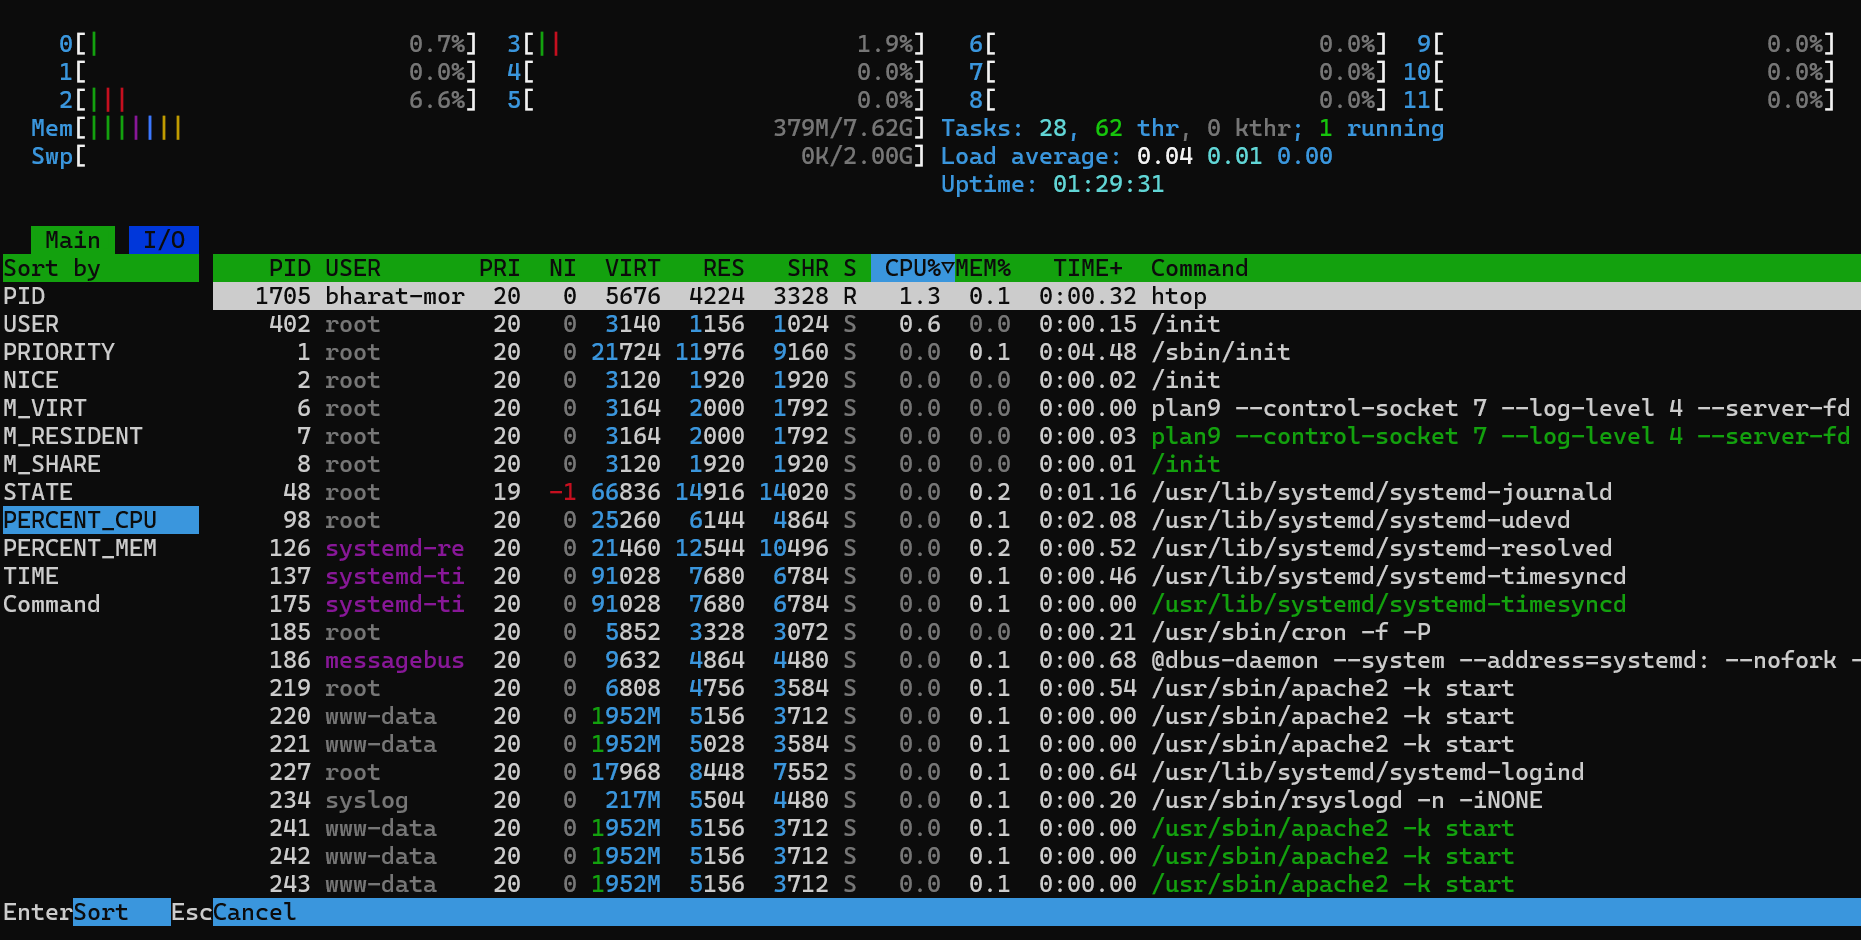 0[| 0.7%] 3[|| 1.9%] 6[ 0.0%] 9[ 0.0%]
1[ 0.0%] 4[ 0.0%] 7[ 0.0%] 10[ 0.0%]
2[||| 6.6%] 5[ 0.0%] 8[ 0.0%] 11[ 0.0%]
Mem[||||||| 379M/7.62G] Tasks: 28, 62 thr, 0 kthr; 1 running
Swp[ 0K/2.00G] Load average: 0.04 0.01 0.00
Uptime: 01:29:31
Main I/O
Sort by PID USER PRI NI VIRT RES SHR S CPU%▽MEM% TIME+ Command
PID 1705 bharat-mor 20 0 5676 4224 3328 R 1.3 0.1 0:00.32 htop
USER 402 root 20 0 3140 1156 1024 S 0.6 0.0 0:00.15 /init
PRIORITY 1 root 20 0 21724 11976 9160 S 0.0 0.1 0:04.48 /sbin/init
NICE 2 root 20 0 3120 1920 1920 S 0.0 0.0 0:00.02 /init
M_VIRT 6 root 20 0 3164 2000 1792 S 0.0 0.0 0:00.00 plan9 --control-socket 7 --log-level 4 --server-fd
M_RESIDENT 7 root 20 0 3164 2000 1792 S 0.0 0.0 0:00.03 plan9 --control-socket 7 --log-level 4 --server-fd
M_SHARE 8 root 20 0 3120 1920 1920 S 0.0 0.0 0:00.01 /init
STATE 48 root 19 -1 66836 14916 14020 S 0.0 0.2 0:01.16 /usr/lib/systemd/systemd-journald
PERCENT_CPU 98 root 20 0 25260 6144 4864 S 0.0 0.1 0:02.08 /usr/lib/systemd/systemd-udevd
PERCENT_MEM 126 systemd-re 20 0 21460 12544 10496 S 0.0 0.2 0:00.52 /usr/lib/systemd/systemd-resolved
TIME 137 systemd-ti 20 0 91028 7680 6784 S 0.0 0.1 0:00.46 /usr/lib/systemd/systemd-timesyncd
Command 175 systemd-ti 20 0 91028 7680 6784 S 0.0 0.1 0:00.00 /usr/lib/systemd/systemd-timesyncd
185 root 20 0 5852 3328 3072 S 0.0 0.0 0:00.21 /usr/sbin/cron -f -P
186 messagebus 20 0 9632 4864 4480 S 0.0 0.1 0:00.68 @dbus-daemon --system --address=systemd: --nofork -
219 root 20 0 6808 4756 3584 S 0.0 0.1 0:00.54 /usr/sbin/apache2 -k start
220 www-data 20 0 1952M 5156 3712 S 0.0 0.1 0:00.00 /usr/sbin/apache2 -k start
221 www-data 20 0 1952M 5028 3584 S 0.0 0.1 0:00.00 /usr/sbin/apache2 -k start
227 root 20 0 17968 8448 7552 S 0.0 0.1 0:00.64 /usr/lib/systemd/systemd-logind
234 syslog 20 0 217M 5504 4480 S 0.0 0.1 0:00.20 /usr/sbin/rsyslogd -n -iNONE
241 www-data 20 0 1952M 5156 3712 S 0.0 0.1 0:00.00 /usr/sbin/apache2 -k start
242 www-data 20 0 1952M 5156 3712 S 0.0 0.1 0:00.00 /usr/sbin/apache2 -k start
243 www-data 20 0 1952M 5156 3712 S 0.0 0.1 0:00.00 /usr/sbin/apache2 -k start
EnterSort EscCancel